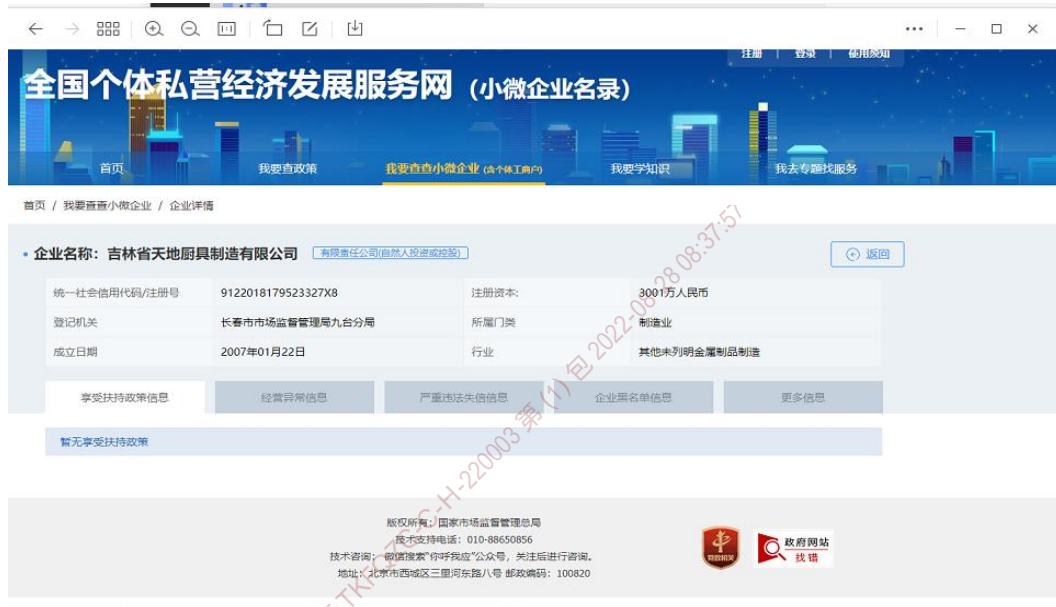 注册 | 登录 | 使用须知
全国个体私营经济发展服务网 (小微企业名录)
首页 我要查政策 我要查查小微企业 (含个体工商户) 我要学知识 我去专题找服务
首页 / 我要查查小微企业 / 企业详情
企业名称：吉林省天地厨具制造有限公司 有限责任公司(自然人投资或控股) 返回
统一社会信用代码/注册号 9122018179523327X8 注册资本: 3001万人民币
登记机关 长春市市场监督管理局九台分局 所属门类 制造业
成立日期 2007年01月22日 行业 其他未列明金属制品制造
享受扶持政策信息 经营异常信息 严重违法失信信息 企业黑名单信息 更多信息
暂无享受扶持政策
版权所有：国家市场监督管理总局
技术支持电话：010-88650856
技术咨询：微信搜索“你呼我应”公众号，关注后进行咨询。
地址：北京市西城区三里河东路八号 邮政编码：100820
党政机关
政府网站
找错
TKFQZC-C-H-220003 第 (1) 包 2022-08-28 08:37:57